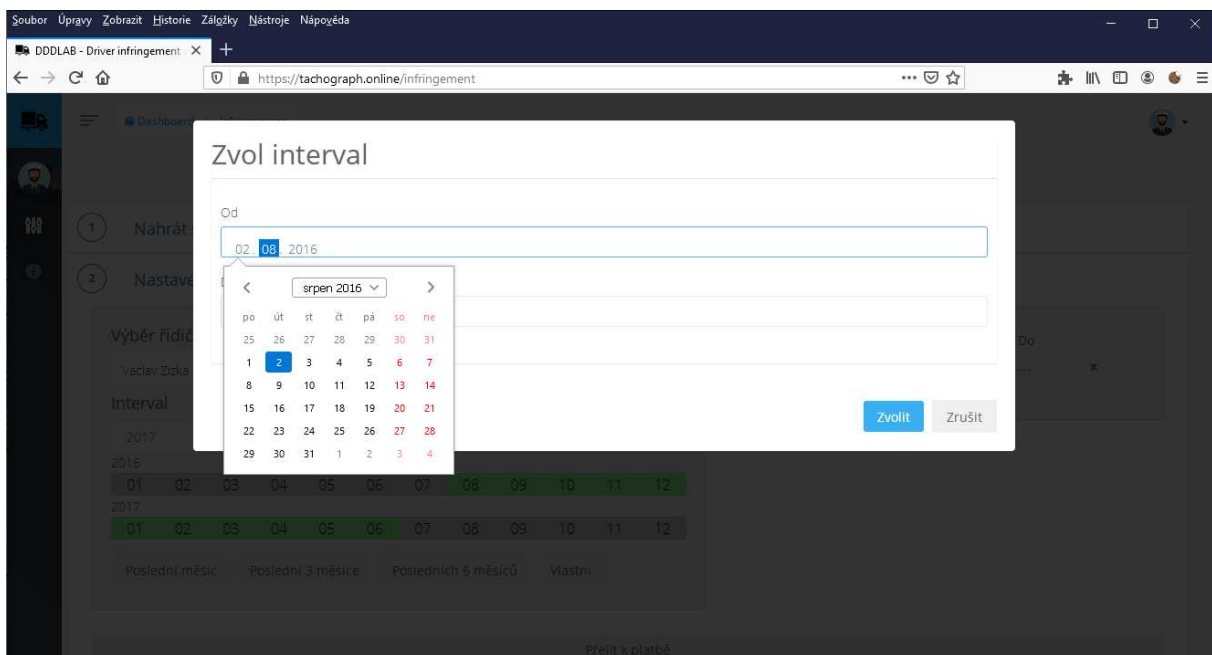 Soubor Úpravy Zobrazit Historie Záložky Nástroje Nápověda
DDDLAB - Driver infringement
https://tachograph.online/infringement
Dashboard
Zvol interval
Od
02. 08. 2016
srpen 2016
po út st čt pá so ne
25 26 27 28 29 30 31
1 2 3 4 5 6 7
8 9 10 11 12 13 14
15 16 17 18 19 20 21
22 23 24 25 26 27 28
29 30 31 1 2 3 4
Zvolit Zrušit
1 Nahrát
2 Nastave
Výběr řidič
Vaclav Zizka
Do
Interval
2017
2016
01 02 03 04 05 06 07 08 09 10 11 12
2017
01 02 03 04 05 06 07 08 09 10 11 12
Poslední měsíc Poslední 3 měsíce Posledních 6 měsíců Vlastní
Přejít k platbě